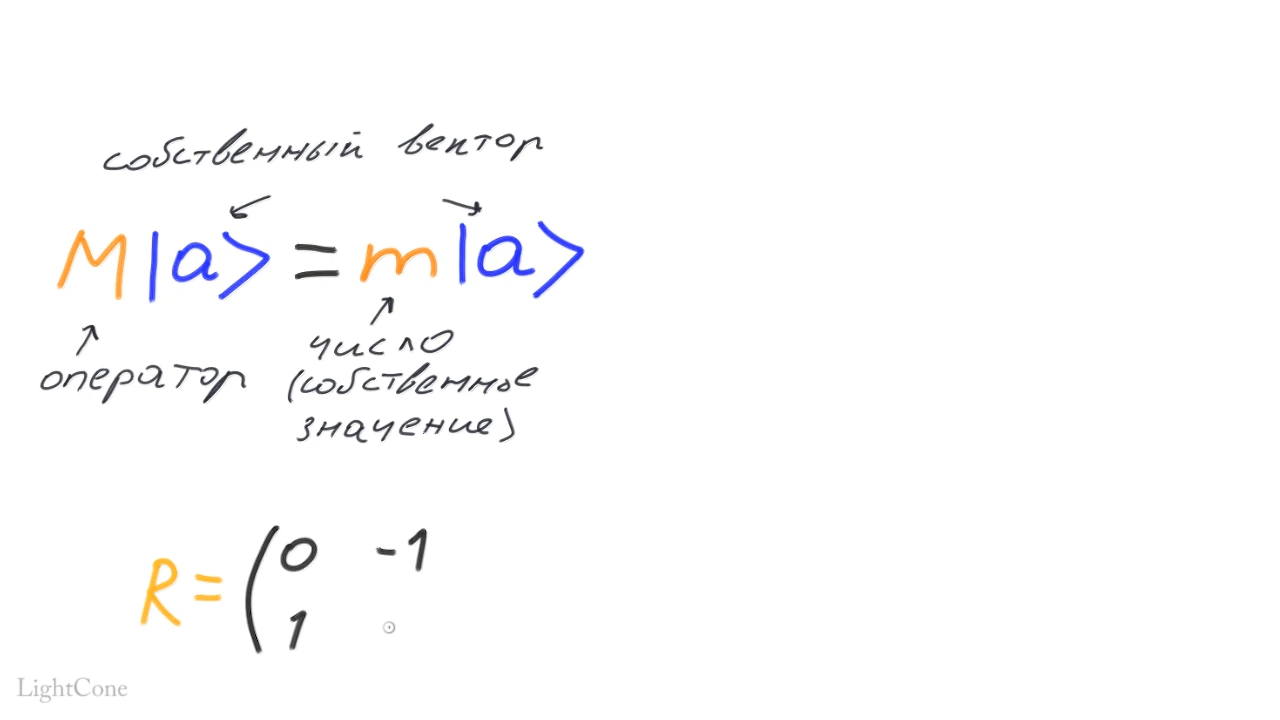 собственный вектор
M|a> = m|a>
оператор
число
(собственное
значение)
R = (0 -1
1
LightCone